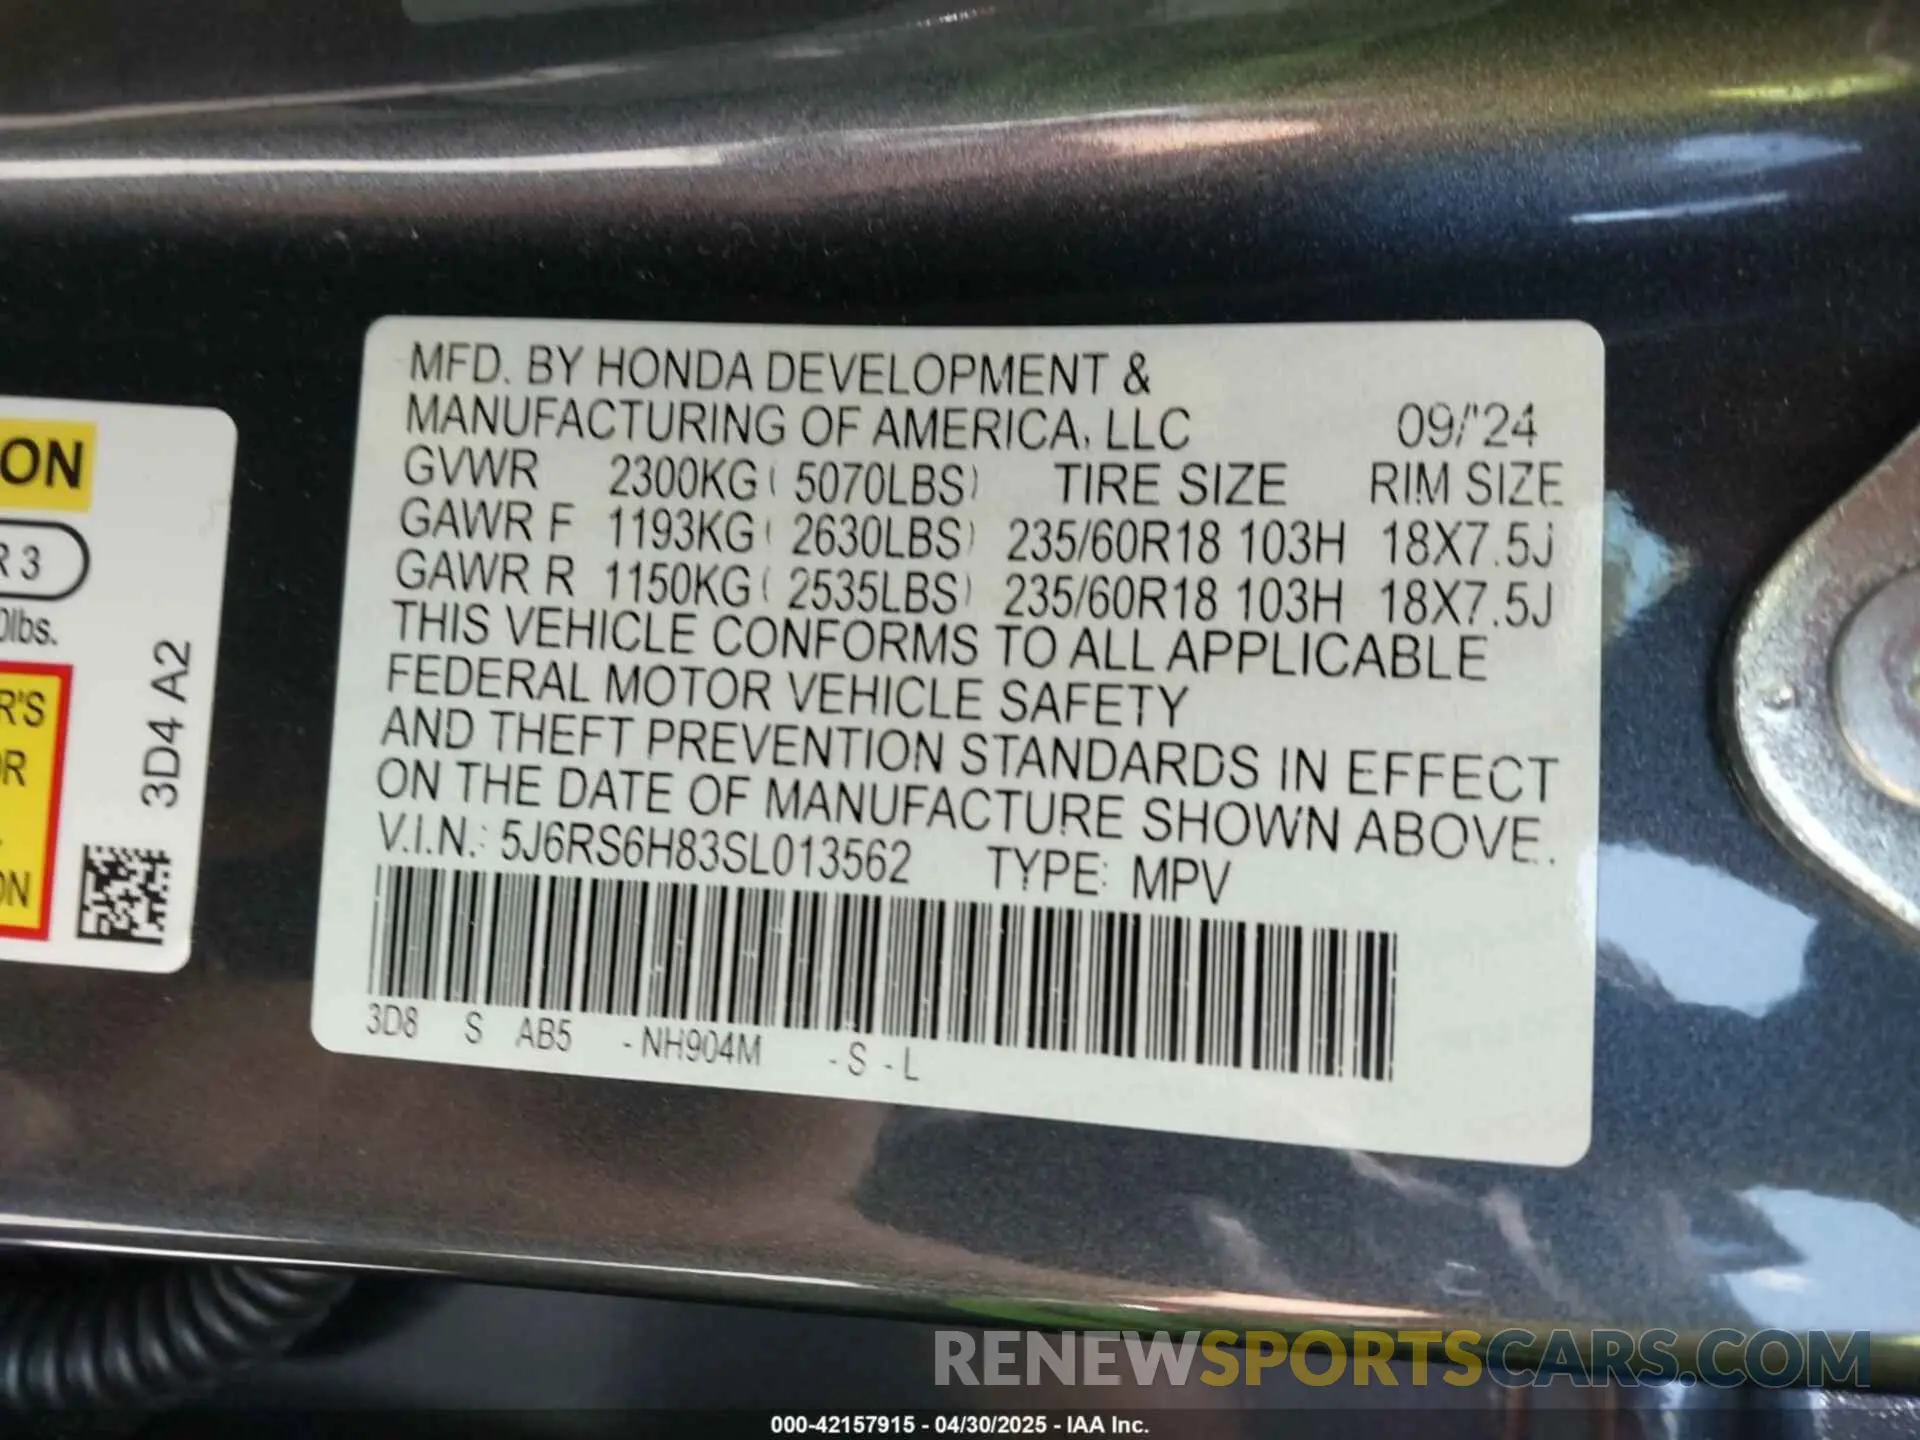 MFD. BY HONDA DEVELOPMENT &
MANUFACTURING OF AMERICA, LLC 09/'24
GVWR 2300KG ( 5070LBS) TIRE SIZE RIM SIZE
GAWR F 1193KG ( 2630LBS) 235/60R18 103H 18X7.5J
GAWR R 1150KG ( 2535LBS) 235/60R18 103H 18X7.5J
THIS VEHICLE CONFORMS TO ALL APPLICABLE
FEDERAL MOTOR VEHICLE SAFETY
AND THEFT PREVENTION STANDARDS IN EFFECT
ON THE DATE OF MANUFACTURE SHOWN ABOVE.
V.I.N.: 5J6RS6H83SL013562 TYPE: MPV
3D8 S AB5 -NH904M -S -L
ON
R 3
0lbs.
R'S
OR
ON
3D4 A2
RENEWSPORTSCARS.COM
000-42157915 - 04/30/2025 - IAA Inc.